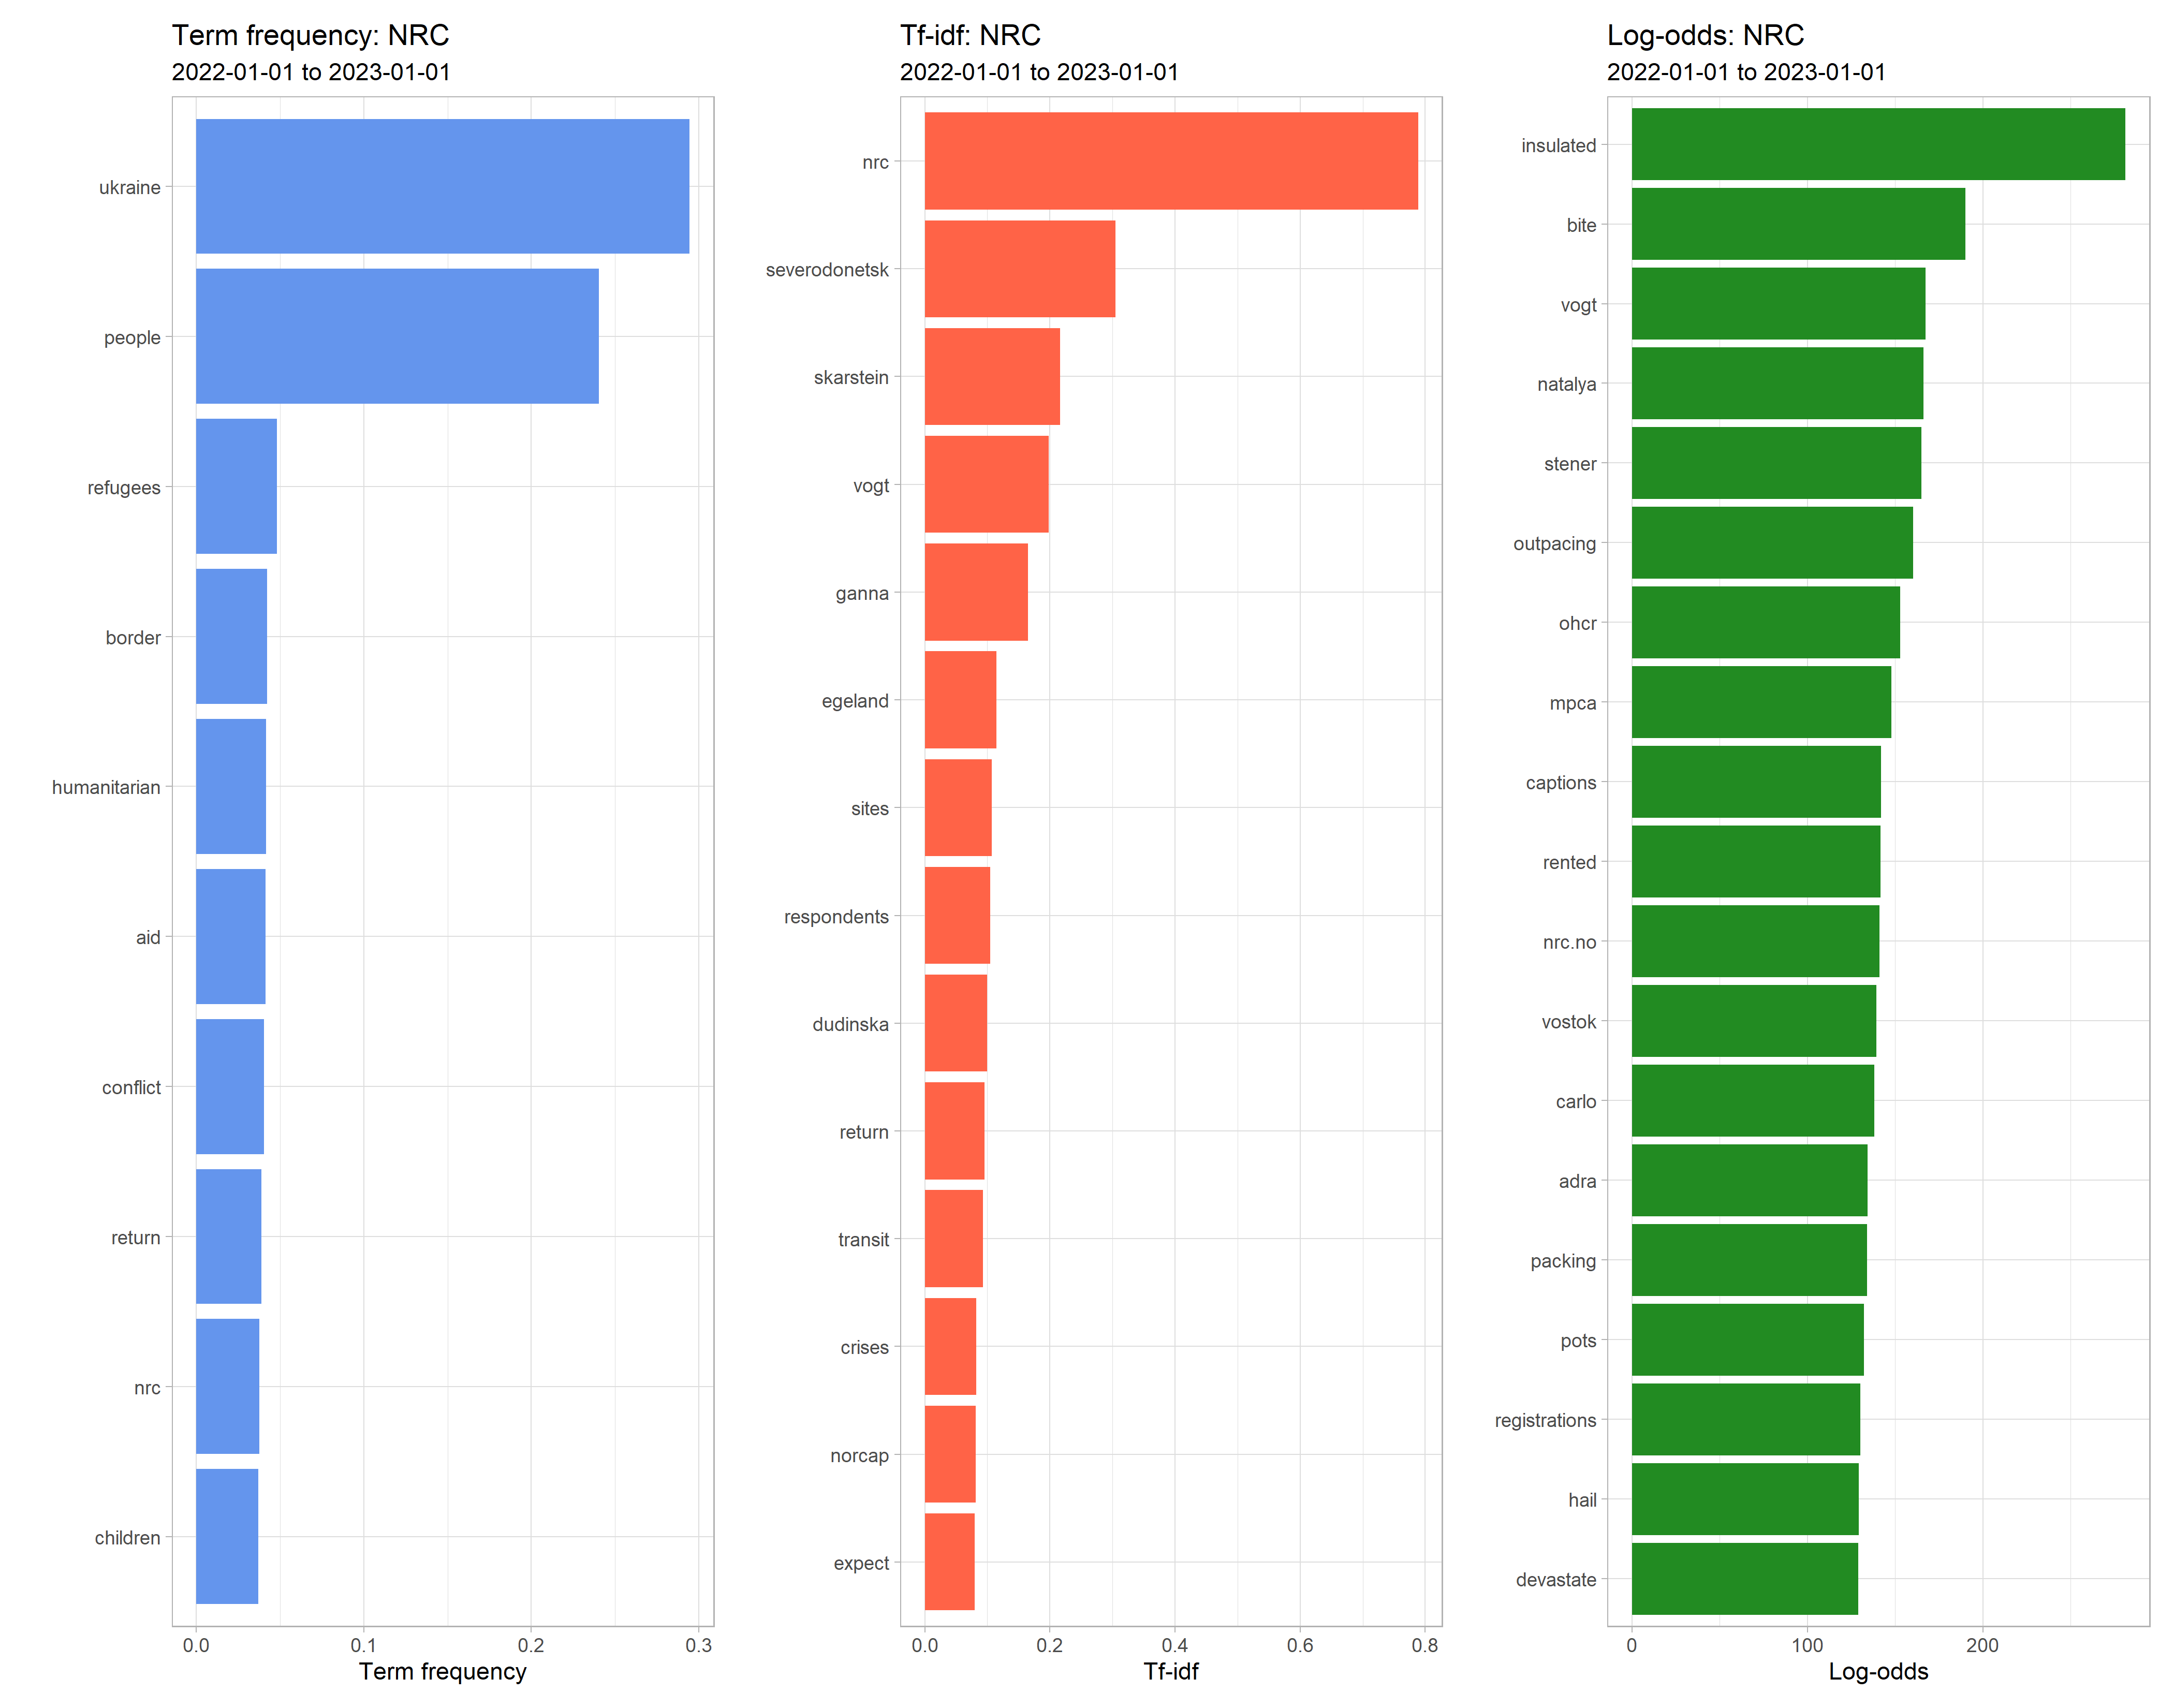 Term frequency: NRC
2022-01-01 to 2023-01-01
ukraine
people
refugees
border
humanitarian
aid
conflict
return
nrc
children
0.0 0.1 0.2 0.3
Term frequency
Tf-idf: NRC
2022-01-01 to 2023-01-01
nrc
severodonetsk
skarstein
vogt
ganna
egeland
sites
respondents
dudinska
return
transit
crises
norcap
expect
0.0 0.2 0.4 0.6 0.8
Tf-idf
Log-odds: NRC
2022-01-01 to 2023-01-01
insulated
bite
vogt
natalya
stener
outpacing
ohcr
mpca
captions
rented
nrc.no
vostok
carlo
adra
packing
pots
registrations
hail
devastate
0 100 200
Log-odds